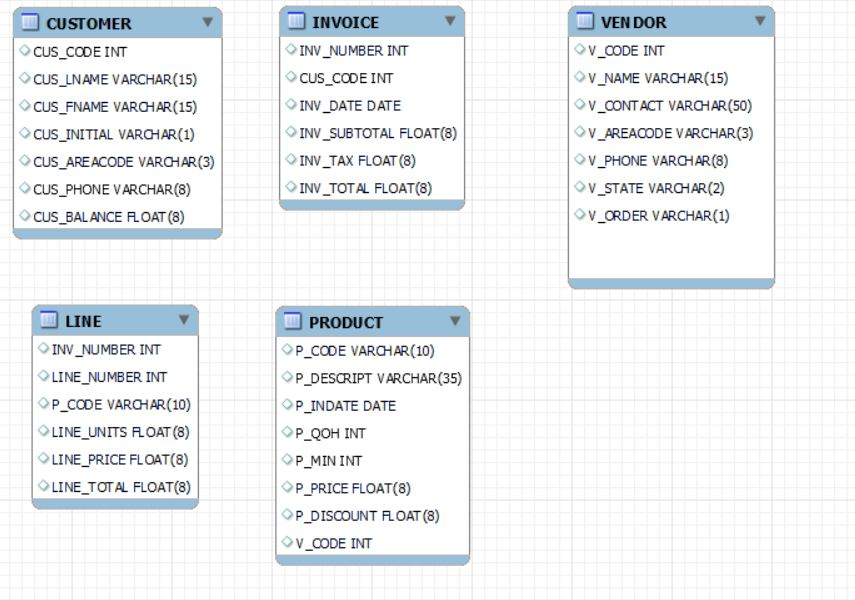 CUSTOMER
CUS_CODE INT
CUS_LNAME VARCHAR(15)
CUS_FNAME VARCHAR(15)
CUS_INITIAL VARCHAR(1)
CUS_AREACODE VARCHAR(3)
CUS_PHONE VARCHAR(8)
CUS_BALANCE FLOAT(8)
INVOICE
INV_NUMBER INT
CUS_CODE INT
INV_DATE DATE
INV_SUBTOTAL FLOAT(8)
INV_TAX FLOAT(8)
INV_TOTAL FLOAT(8)
VENDOR
V_CODE INT
V_NAME VARCHAR(15)
V_CONTACT VARCHAR(50)
V_AREACODE VARCHAR(3)
V_PHONE VARCHAR(8)
V_STATE VARCHAR(2)
V_ORDER VARCHAR(1)
LINE
INV_NUMBER INT
LINE_NUMBER INT
P_CODE VARCHAR(10)
LINE_UNITS FLOAT(8)
LINE_PRICE FLOAT(8)
LINE_TOTAL FLOAT(8)
PRODUCT
P_CODE VARCHAR(10)
P_DESCRIPT VARCHAR(35)
P_INDATE DATE
P_QOH INT
P_MIN INT
P_PRICE FLOAT(8)
P_DISCOUNT FLOAT(8)
V_CODE INT